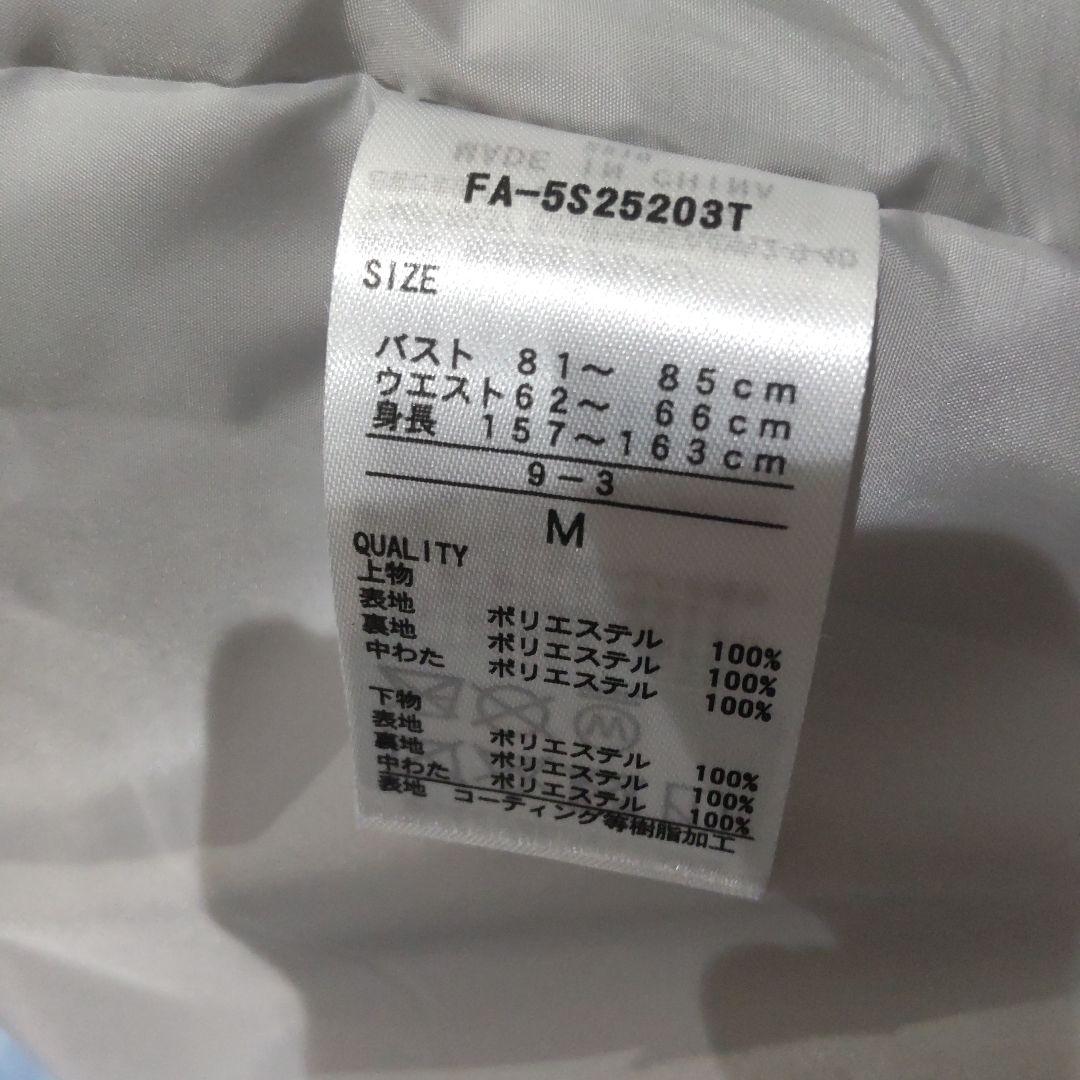 FA-5S25203T
SIZE
バスト 81～ 85cm
ウエスト62～ 66cm
身長 157～163cm
9-3
M
QUALITY
上物
表地 ポリエステル 100%
裏地 ポリエステル 100%
中わた ポリエステル 100%
下物
表地 ポリエステル 100%
裏地 ポリエステル 100%
中わた ポリエステル 100%
表地 コーティング等樹脂加工
MADE IN CHINA